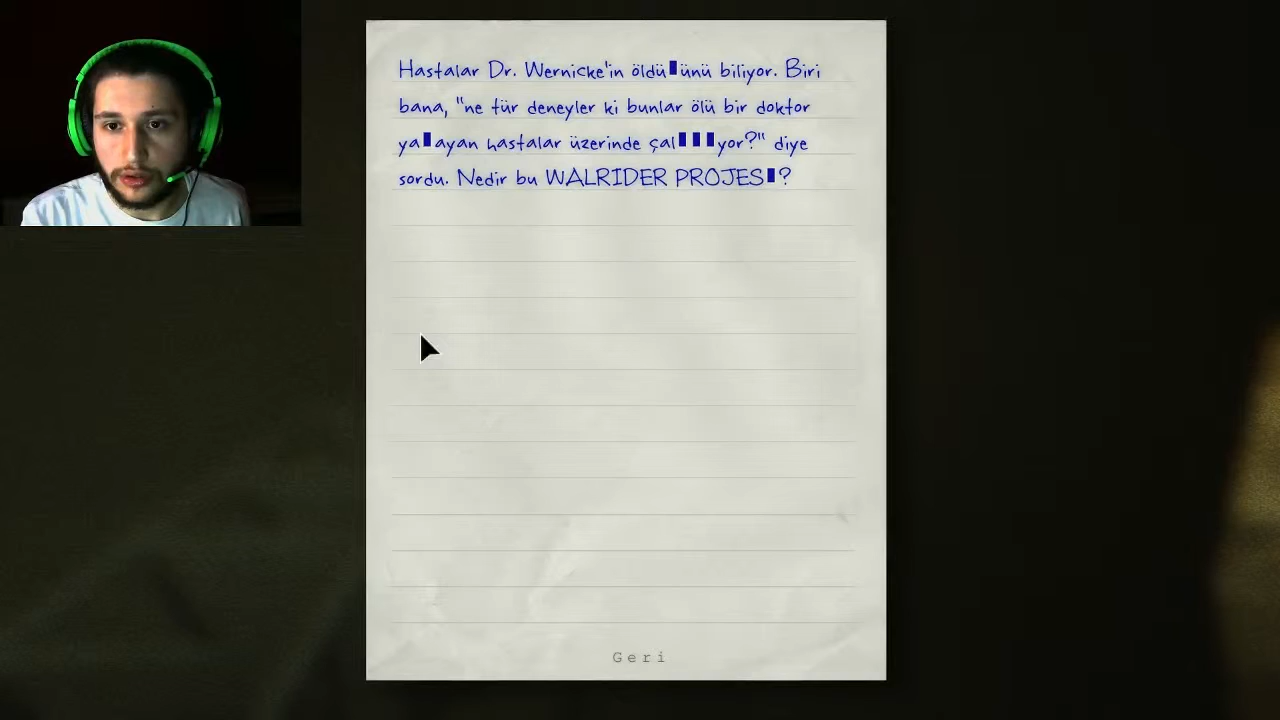 Hastalar Dr. Wernicke'in öldü▮ünü biliyor. Biri
bana, "ne tür deneyler ki bunlar ölü bir doktor
ya▮ayan hastalar üzerinde çal▮▮▮yor?" diye
sordu. Nedir bu WALRIDER PROJES▮?
Geri